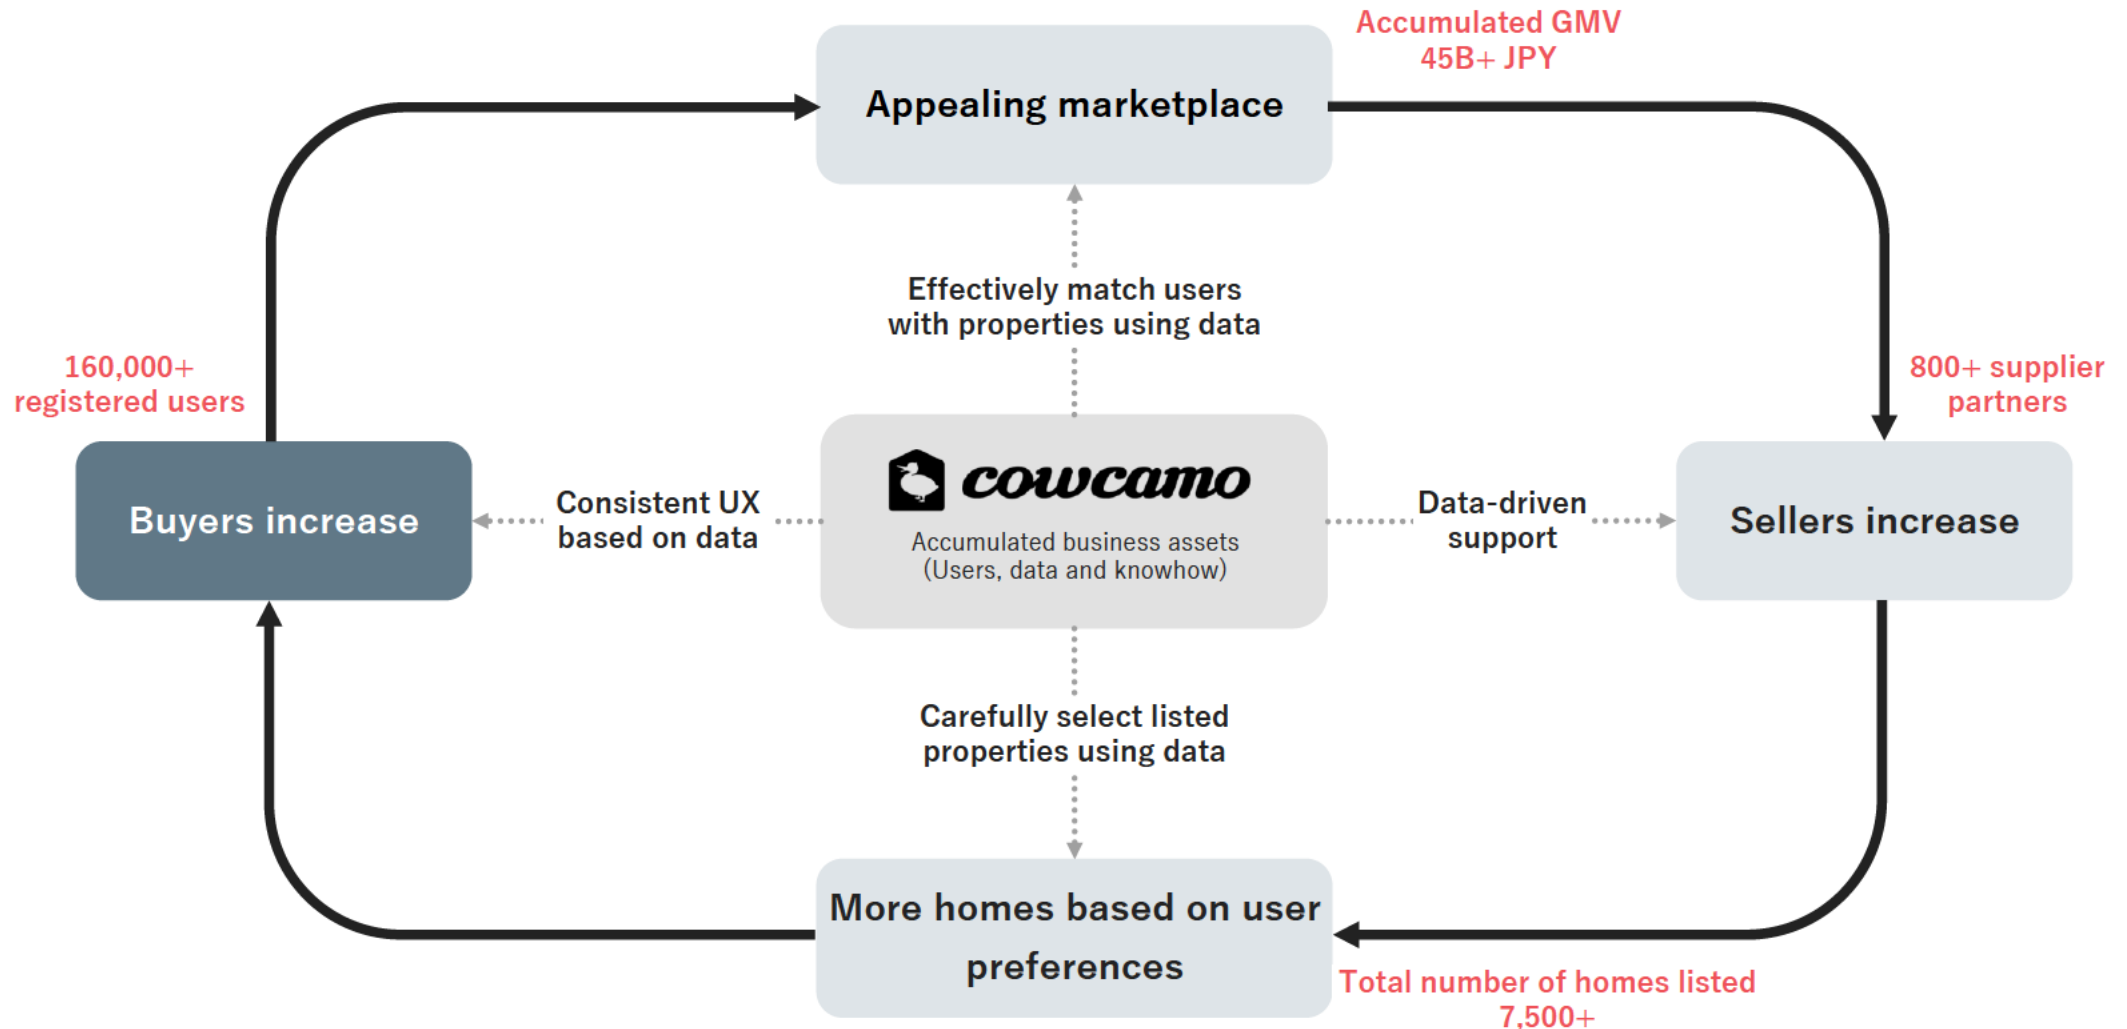 Accumulated GMV
45B+ JPY
Appealing marketplace
Effectively match users
with properties using data
160,000+
registered users
800+ supplier
partners
Buyers increase
Consistent UX
based on data
cowcamo
Accumulated business assets
(Users, data and knowhow)
Data-driven
support
Sellers increase
Carefully select listed
properties using data
More homes based on user
preferences
Total number of homes listed
7,500+